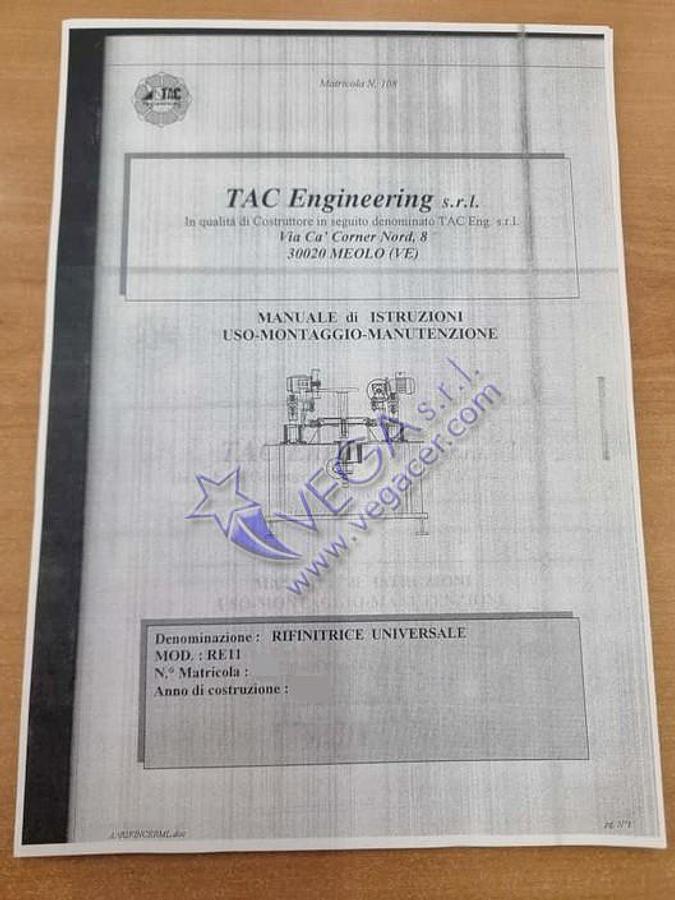 TAC
Matricola N. 108
TAC Engineering s.r.l.
In qualità di Costruttore in seguito denominato TAC Eng. s.r.l.
Via Ca' Corner Nord, 8
30020 MEOLO (VE)
MANUALE di ISTRUZIONI
USO-MONTAGGIO-MANUTENZIONE
VEGA s.r.l.
www.vegacer.com
Denominazione : RIFINITRICE UNIVERSALE
MOD. : RE11
N.° Matricola :
Anno di costruzione :
pg. N°1